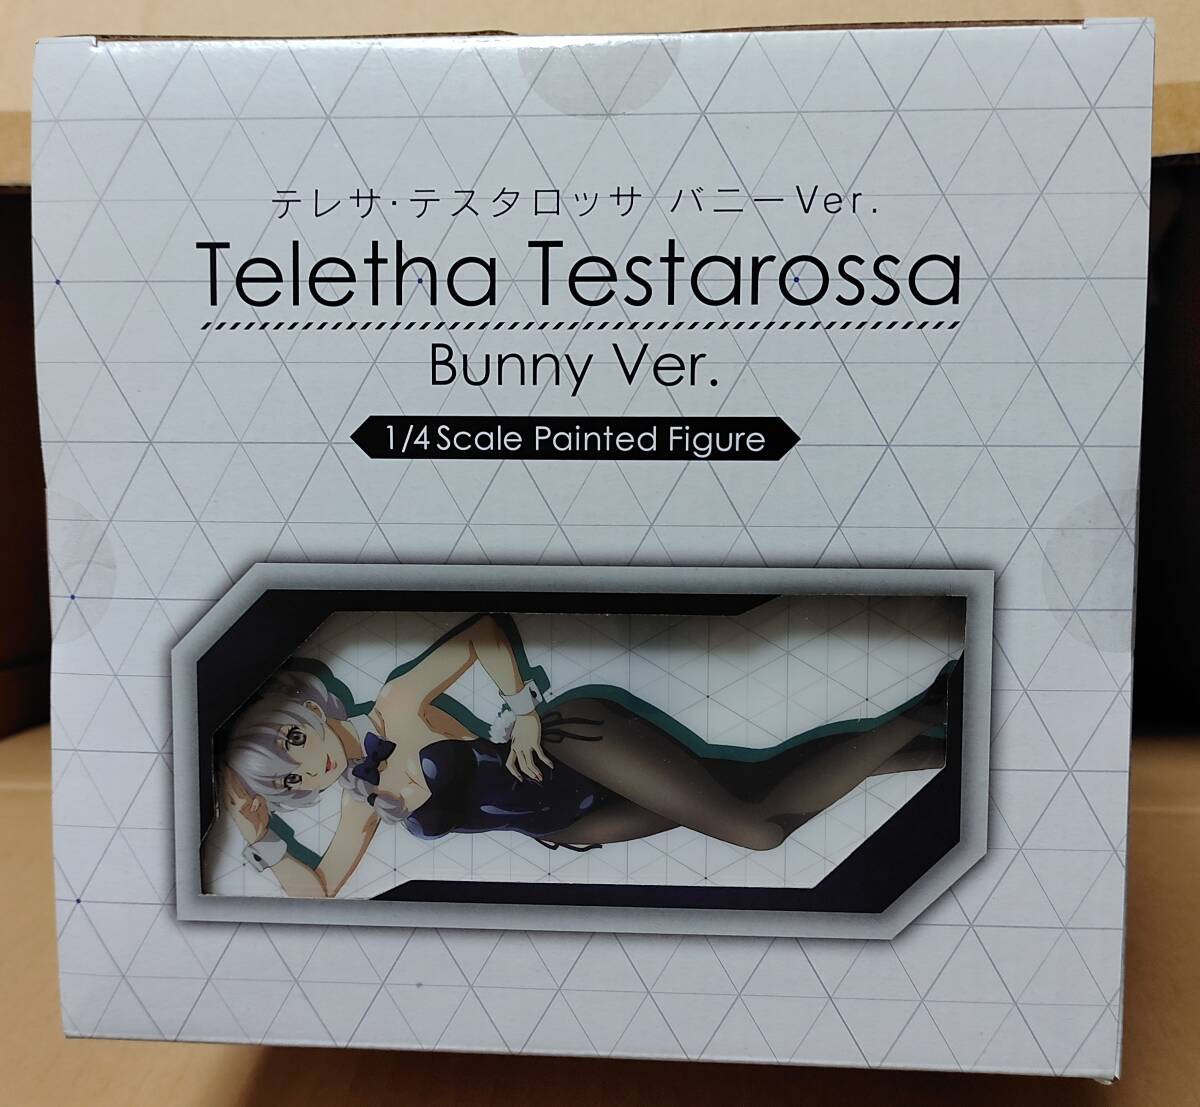 テレサ・テスタロッサ バニーVer.
Teletha Testarossa
Bunny Ver.
1/4 Scale Painted Figure